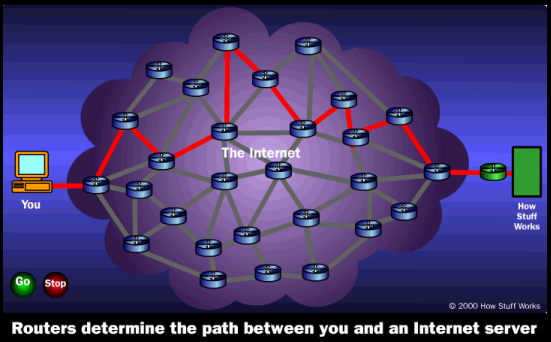 The Internet
You
How
Stuff
Works
Go
Stop
© 2000 How Stuff Works
Routers determine the path between you and an Internet server